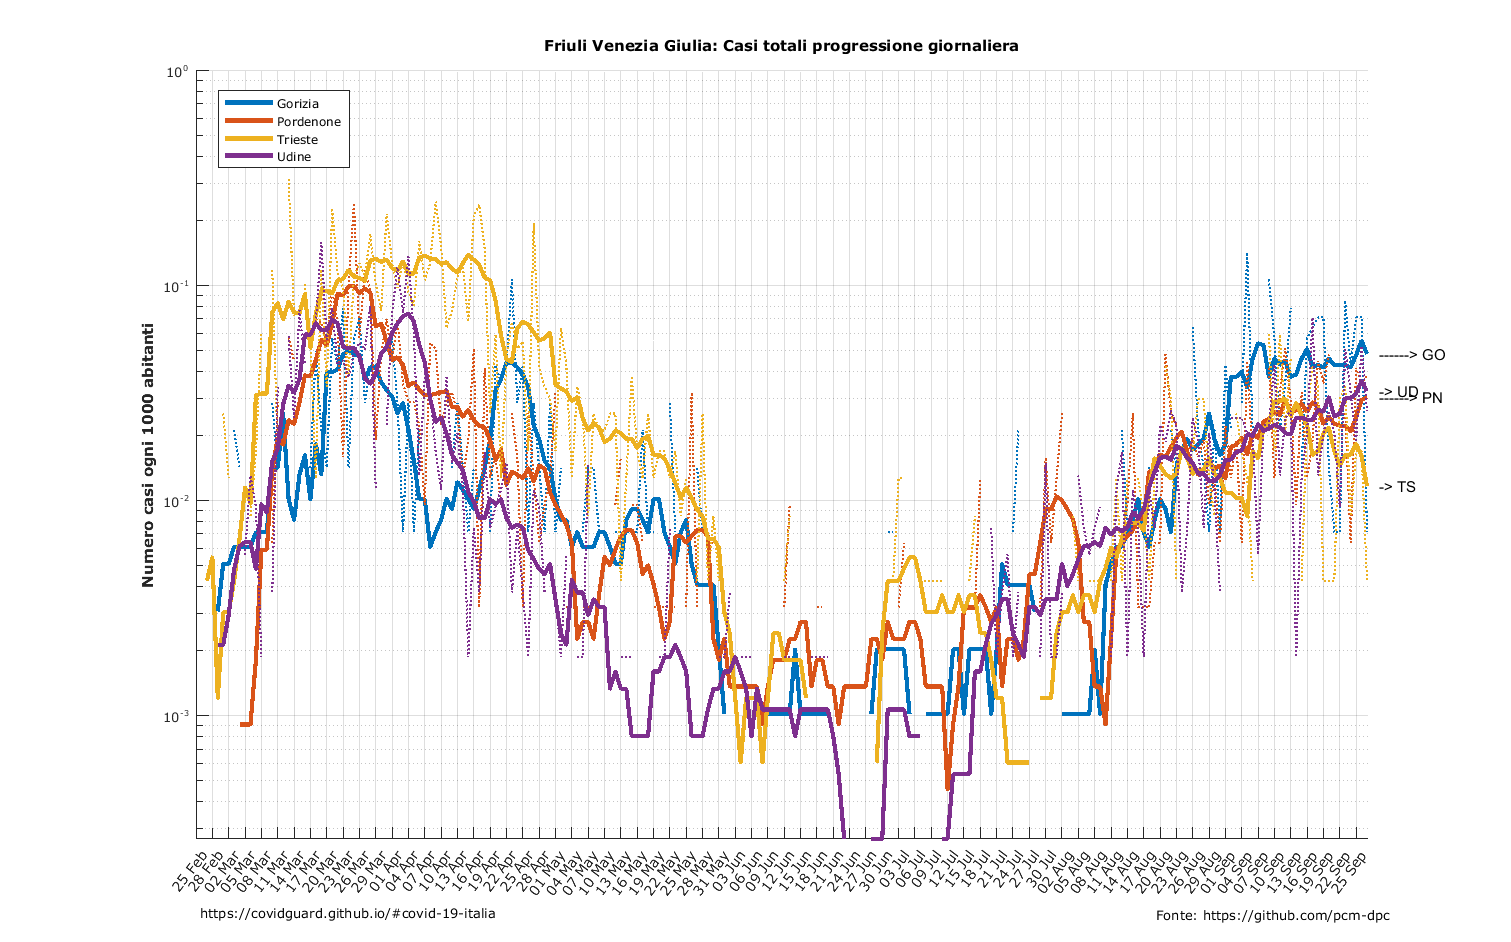 Friuli Venezia Giulia: Casi totali progressione giornaliera
Numero casi ogni 1000 abitanti
10^0
10^-1
10^-2
10^-3
Gorizia
Pordenone
Trieste
Udine
------> GO
-> UD
------> PN
-> TS
25 Feb
28 Feb
02 Mar
05 Mar
08 Mar
11 Mar
14 Mar
17 Mar
20 Mar
23 Mar
26 Mar
29 Mar
01 Apr
04 Apr
07 Apr
10 Apr
13 Apr
16 Apr
19 Apr
22 Apr
25 Apr
28 Apr
01 May
04 May
07 May
10 May
13 May
16 May
19 May
22 May
25 May
28 May
31 May
03 Jun
06 Jun
09 Jun
12 Jun
15 Jun
18 Jun
21 Jun
24 Jun
27 Jun
30 Jun
03 Jul
06 Jul
09 Jul
12 Jul
15 Jul
18 Jul
21 Jul
24 Jul
27 Jul
30 Jul
02 Aug
05 Aug
08 Aug
11 Aug
14 Aug
17 Aug
20 Aug
23 Aug
26 Aug
29 Aug
01 Sep
04 Sep
07 Sep
10 Sep
13 Sep
16 Sep
19 Sep
22 Sep
25 Sep
https://covidguard.github.io/#covid-19-italia
Fonte: https://github.com/pcm-dpc